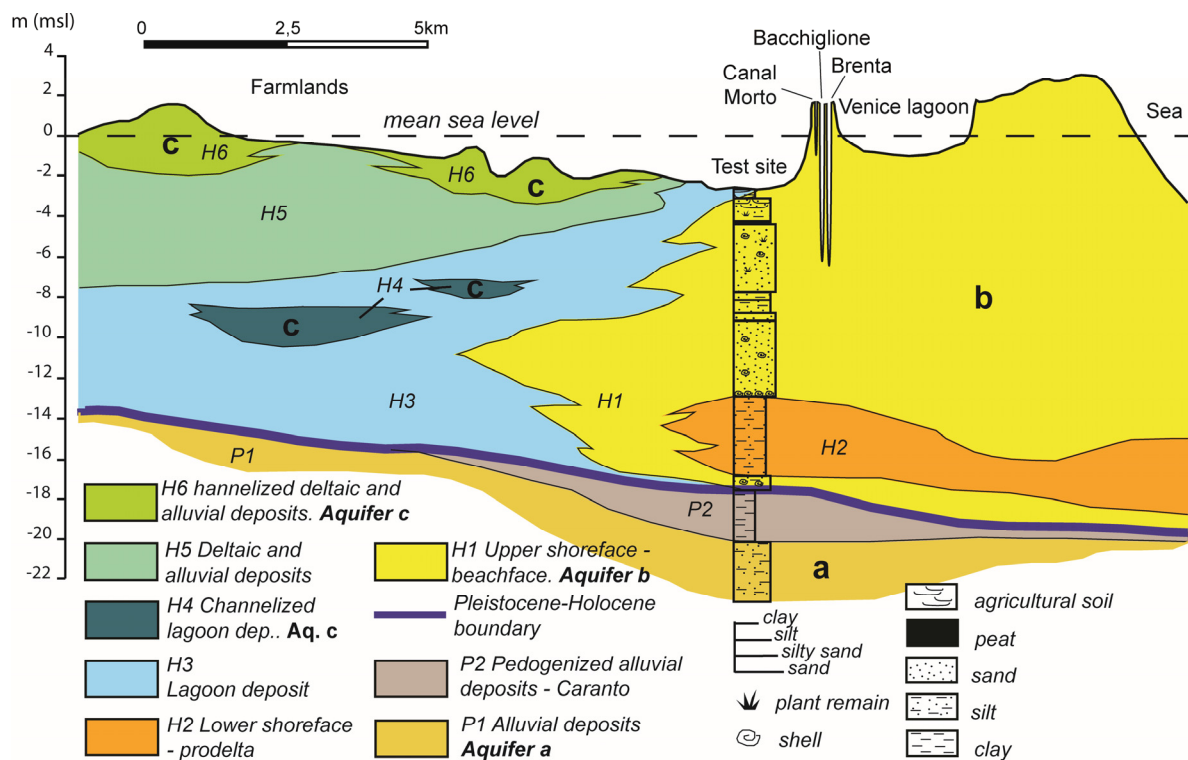 m (msl)
0
2,5
5km
4
2
0
-2
-4
-6
-8
-10
-12
-14
-16
-18
-20
-22
Farmlands
mean sea level
Bacchiglione
Canal
Morto
Brenta
Venice lagoon
Sea
Test site
c
H6
H6
c
H5
H4
c
c
b
H3
H1
H2
P1
P2
a
H6 hannelized deltaic and
alluvial deposits. Aquifer c
H5 Deltaic and
alluvial deposits
H4 Channelized
lagoon dep.. Aq. c
H3
Lagoon deposit
H2 Lower shoreface
- prodelta
H1 Upper shoreface -
beachface. Aquifer b
Pleistocene-Holocene
boundary
P2 Pedogenized alluvial
deposits - Caranto
P1 Alluvial deposits
Aquifer a
clay
silt
silty sand
sand
plant remain
shell
agricultural soil
peat
sand
silt
clay